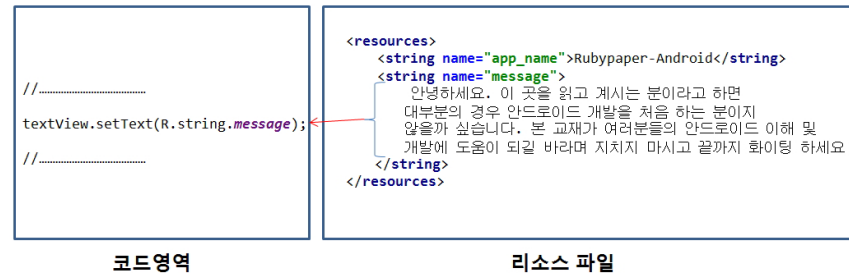 //……………………………
textView.setText(R.string.message);
//……………………………
<resources>
<string name="app_name">Rubypaper-Android</string>
<string name="message">
안녕하세요. 이 곳을 읽고 계시는 분이라고 하면
대부분의 경우 안드로이드 개발을 처음 하는 분이지
않을까 싶습니다. 본 교재가 여러분들의 안드로이드 이해 및
개발에 도움이 되길 바라며 지치지 마시고 끝까지 화이팅 하세요
</string>
</resources>
코드영역
리소스 파일